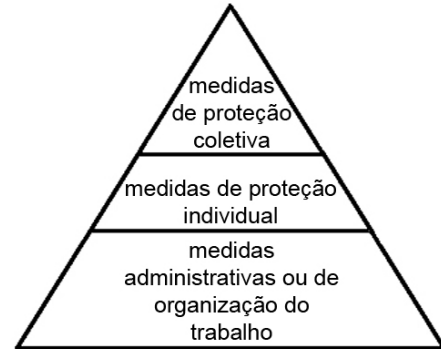 medidas
de proteção
coletiva
medidas de proteção
individual
medidas
administrativas ou de
organização do
trabalho